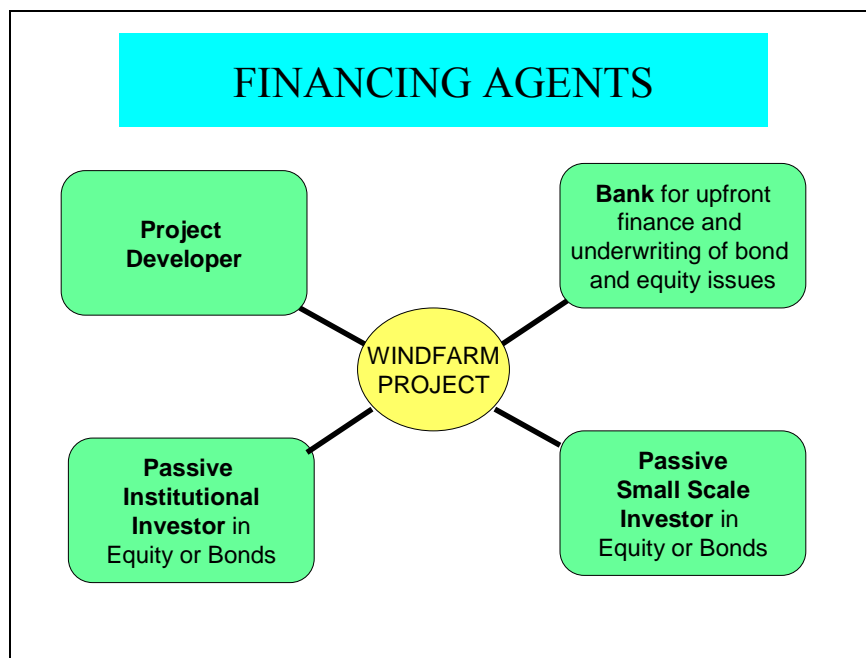 FINANCING AGENTS
Project
Developer
Bank for upfront
finance and
underwriting of bond
and equity issues
WINDFARM
PROJECT
Passive
Institutional
Investor in
Equity or Bonds
Passive
Small Scale
Investor in
Equity or Bonds